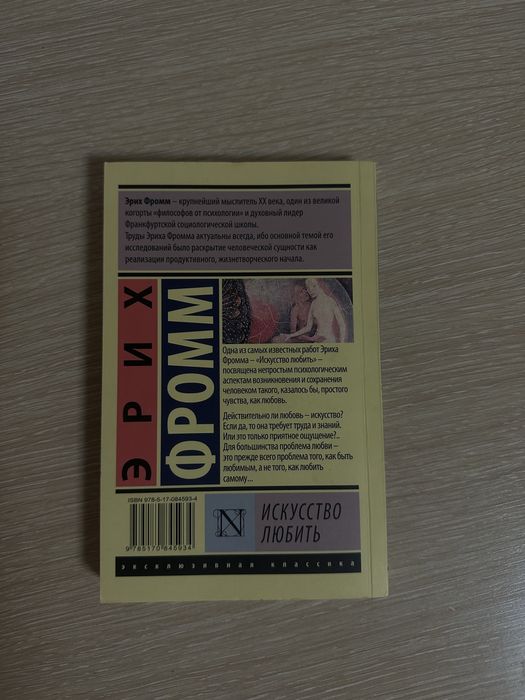 Эрих Фромм – крупнейший мыслитель XX века, один из великой
когорты «философов от психологии» и духовный лидер
Франкфуртской социологической школы.
Труды Эриха Фромма актуальны всегда, ибо основной темой его
исследований было раскрытие человеческой сущности как
реализации продуктивного, жизнетворческого начала.
ЭРИХ
ФРОММ
Одна из самых известных работ Эриха
Фромма – «Искусство любить» –
посвящена непростым психологическим
аспектам возникновения и сохранения
человеком такого, казалось бы, простого
чувства, как любовь.
Действительно ли любовь – искусство?
Если да, то она требует труда и знаний.
Или это только приятное ощущение?..
Для большинства проблема любви –
это прежде всего проблема того, как быть
любимым, а не того, как любить
самому...
ISBN 978-5-17-084593-4
9 785170 845934
N
ИСКУССТВО
ЛЮБИТЬ
эксклюзивная классика